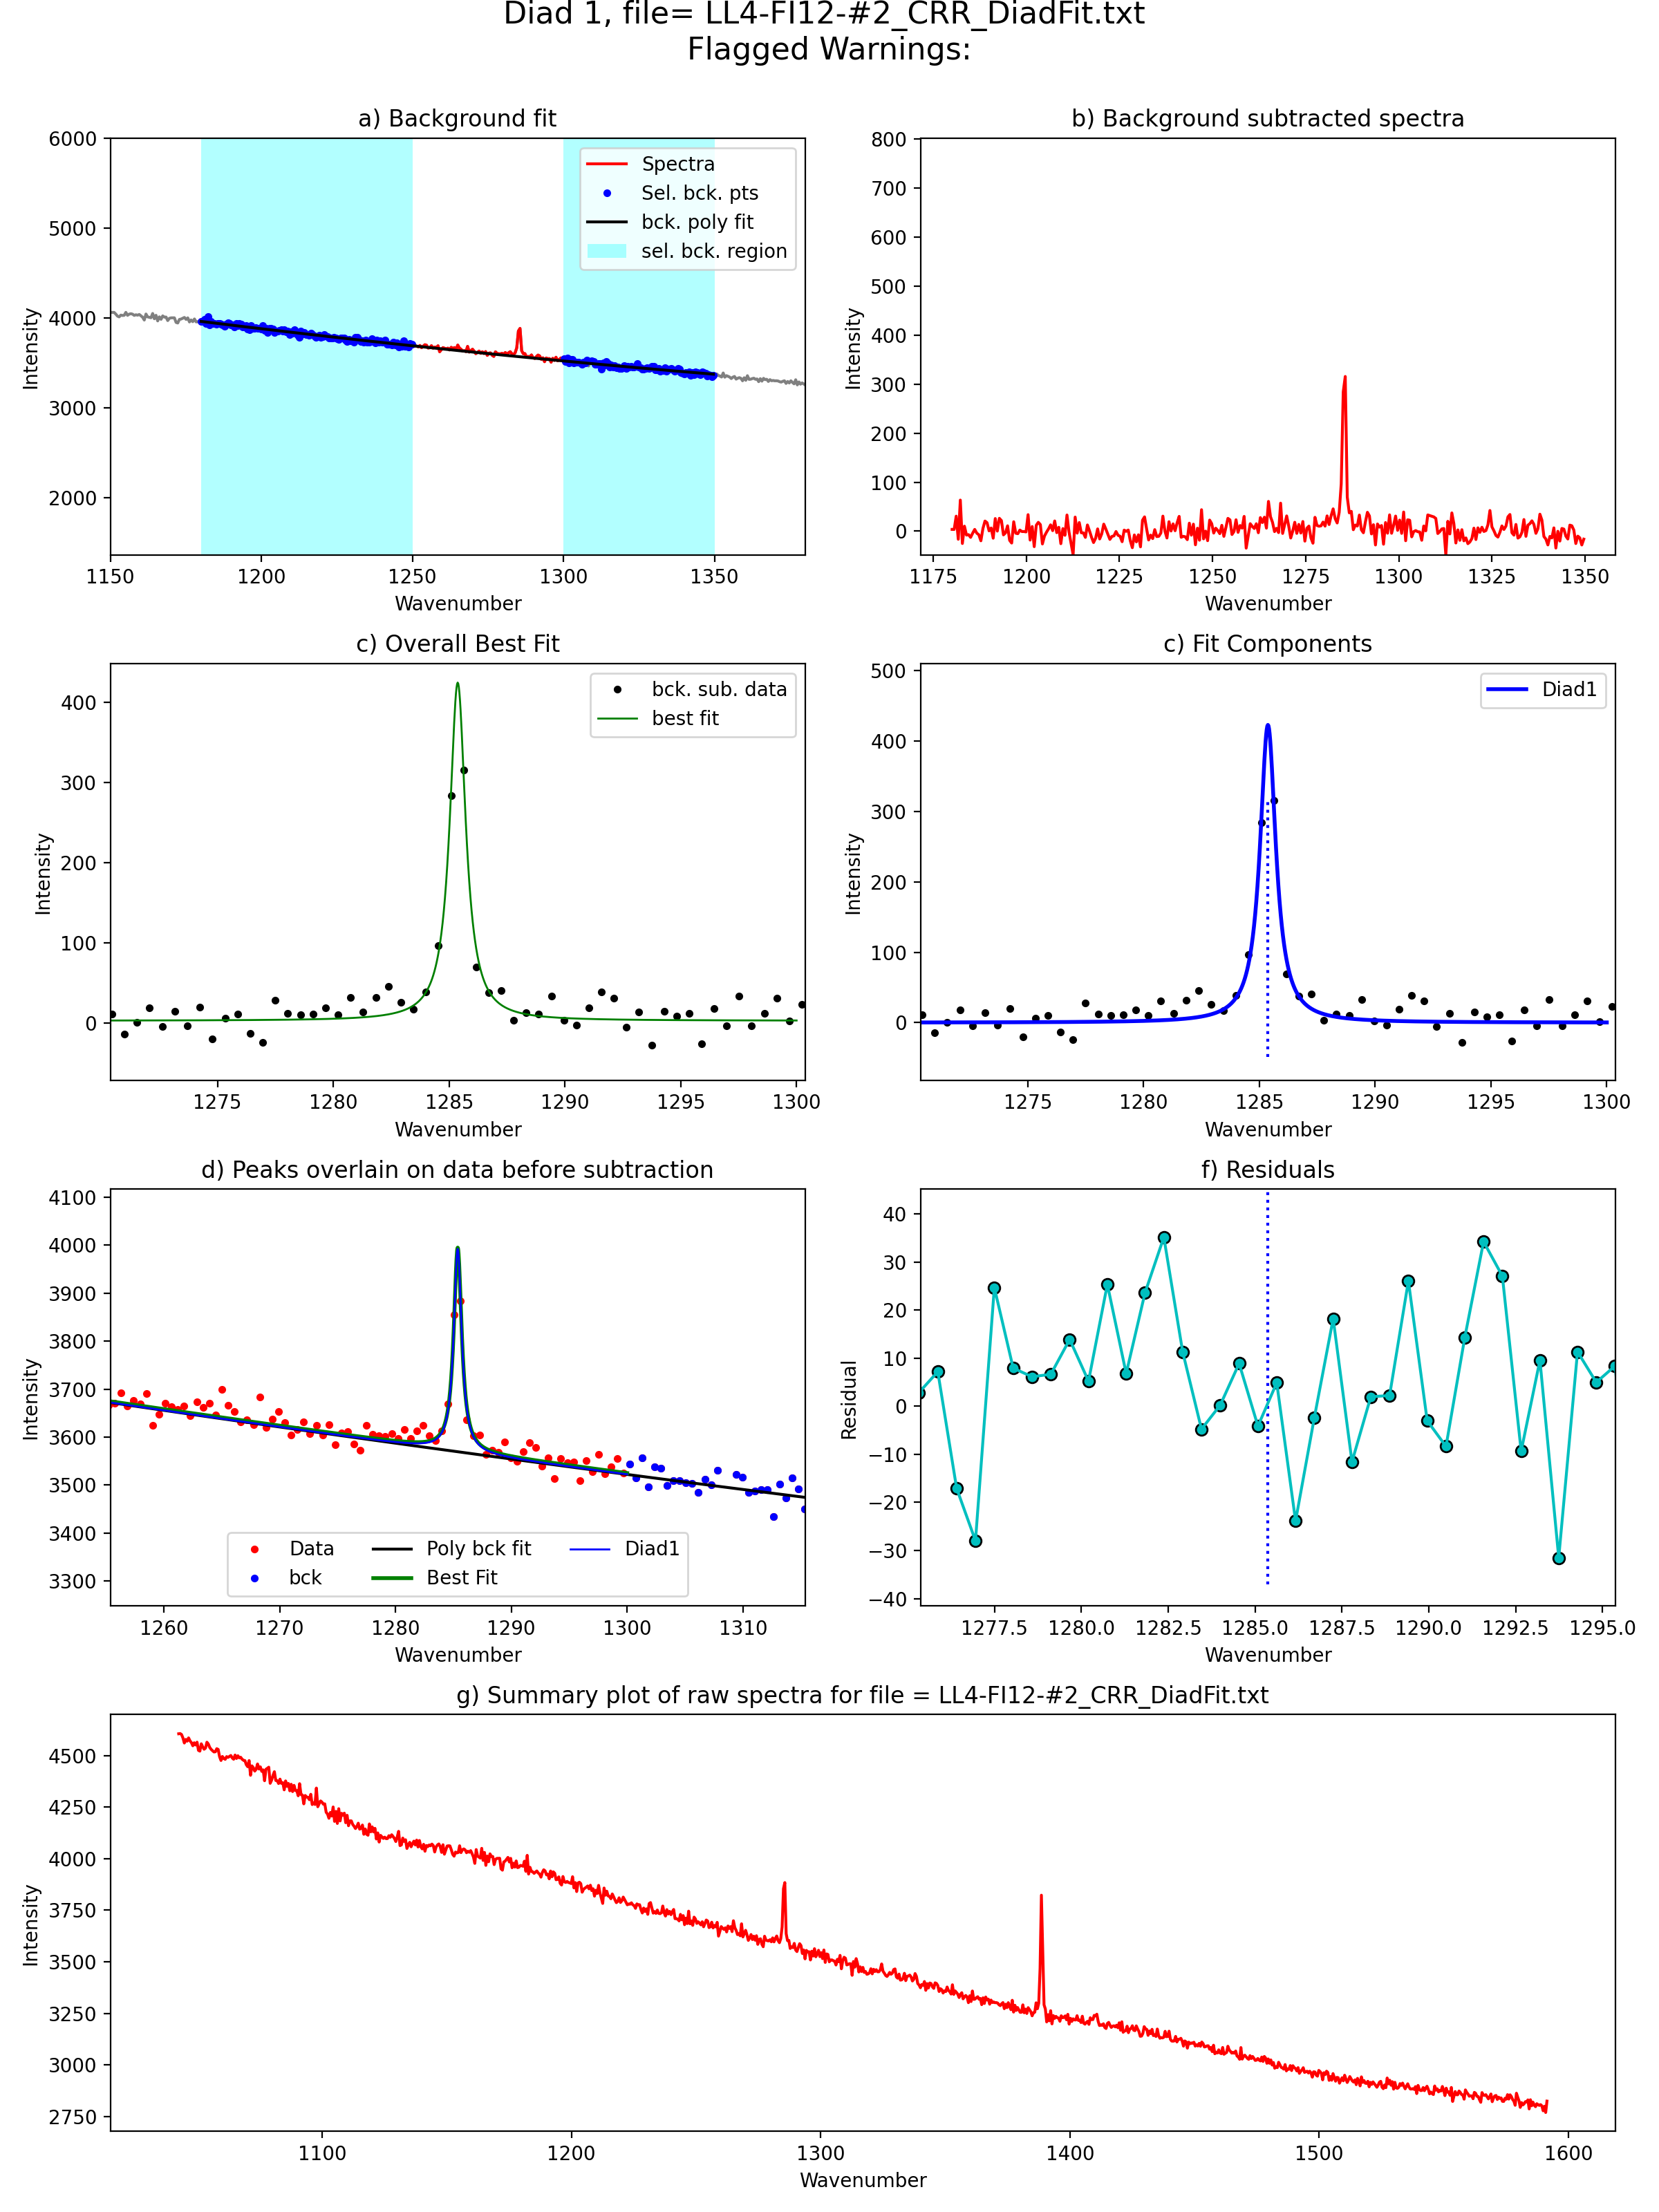 Diad 1, file= LL4-FI12-#2_CRR_DiadFit.txt
Flagged Warnings:
a) Background fit
6000
5000
4000
3000
2000
Intensity
1150 1200 1250 1300 1350
Wavenumber
Spectra
Sel. bck. pts
bck. poly fit
sel. bck. region
b) Background subtracted spectra
800
700
600
500
400
300
200
100
0
Intensity
1175 1200 1225 1250 1275 1300 1325 1350
Wavenumber
c) Overall Best Fit
400
300
200
100
0
Intensity
1275 1280 1285 1290 1295 1300
Wavenumber
bck. sub. data
best fit
c) Fit Components
500
400
300
200
100
0
Intensity
1275 1280 1285 1290 1295 1300
Wavenumber
Diad1
d) Peaks overlain on data before subtraction
4100
4000
3900
3800
3700
3600
3500
3400
3300
Intensity
1260 1270 1280 1290 1300 1310
Wavenumber
Data Poly bck fit Diad1
bck Best Fit
f) Residuals
40
30
20
10
0
−10
−20
−30
−40
Residual
1277.5 1280.0 1282.5 1285.0 1287.5 1290.0 1292.5 1295.0
Wavenumber
g) Summary plot of raw spectra for file = LL4-FI12-#2_CRR_DiadFit.txt
4500
4250
4000
3750
3500
3250
3000
2750
Intensity
1100 1200 1300 1400 1500 1600
Wavenumber